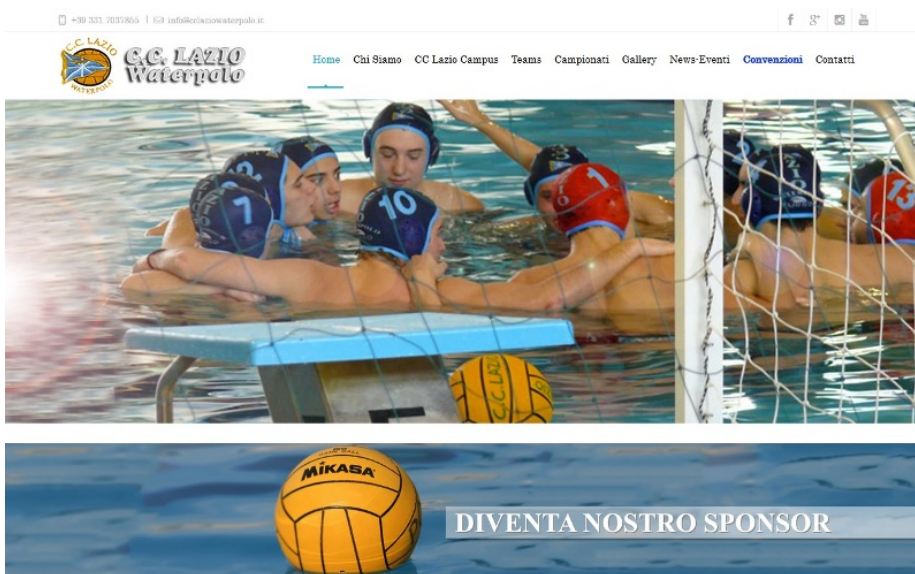 +39 331 7037855 | info@cclaziowaterpolo.it
C.C. LAZIO
WATERPOLO
C.C. LAZIO
Waterpolo
Home Chi Siamo CC Lazio Campus Teams Campionati Gallery News-Eventi Convenzioni Contatti
7
10
1
13
C.C.LAZIO
MIKASA
DIVENTA NOSTRO SPONSOR